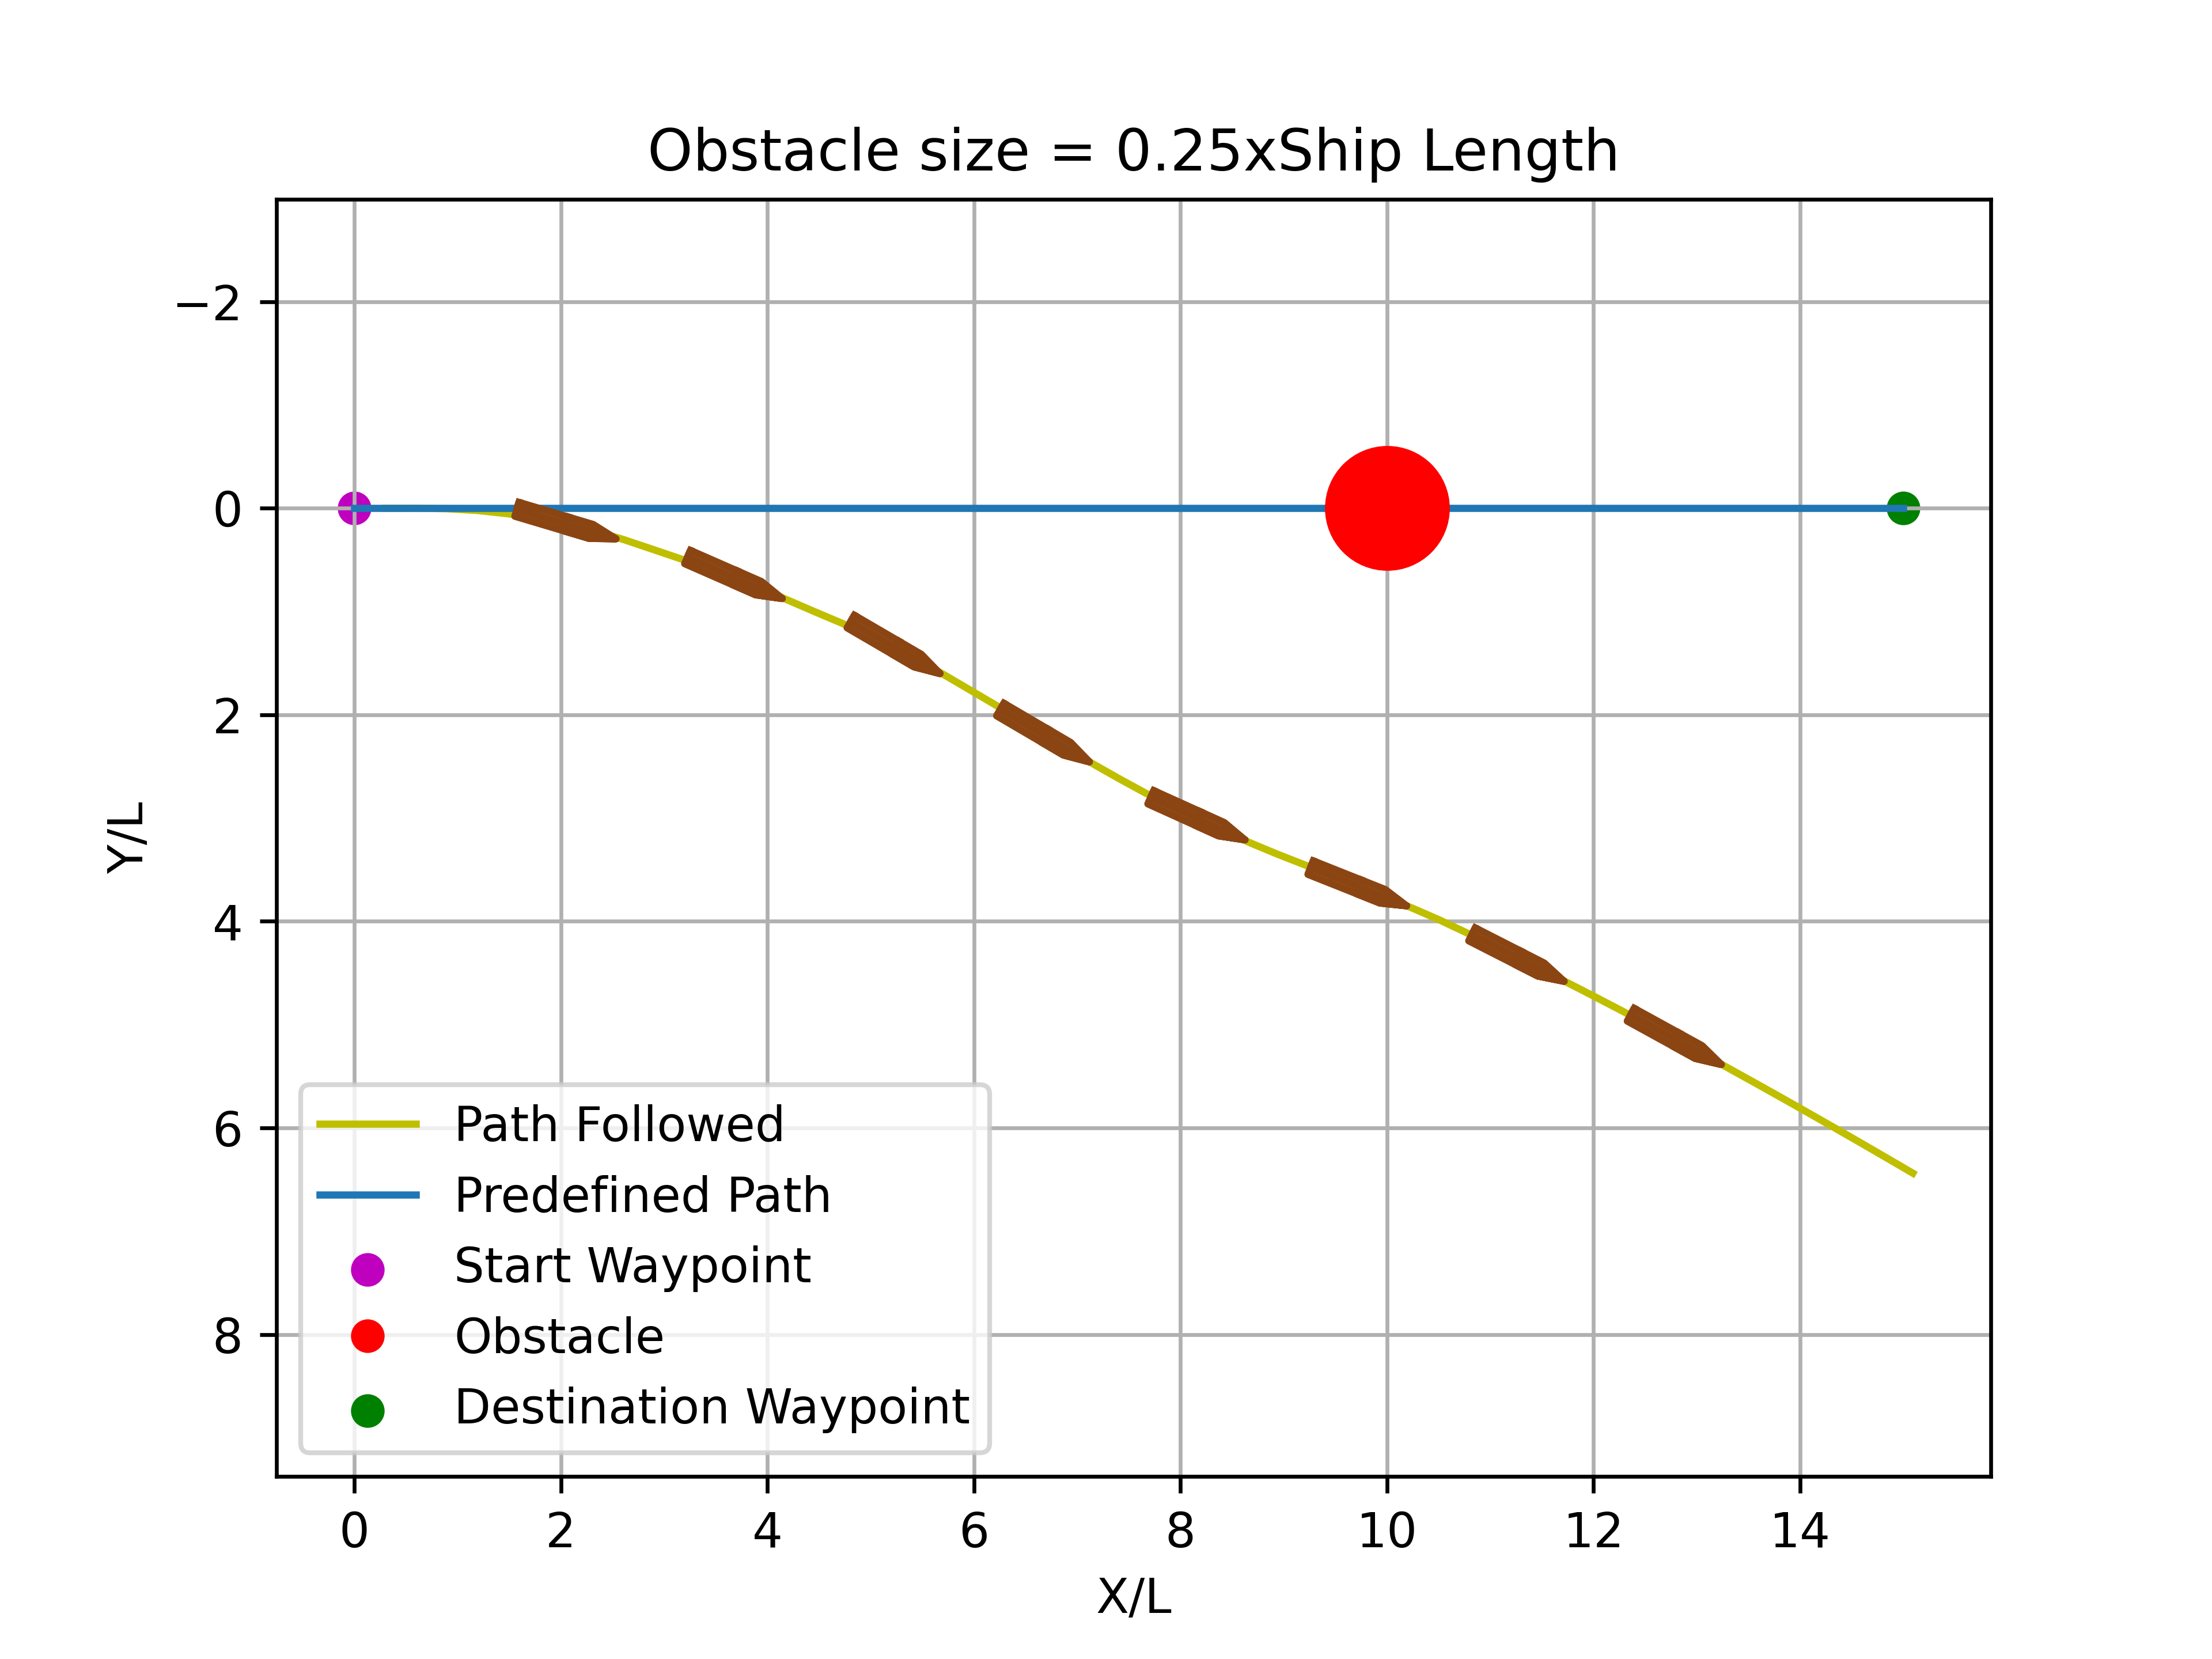 Obstacle size = 0.25xShip Length
−2
0
2
4
6
8
Y/L
Path Followed
Predefined Path
Start Waypoint
Obstacle
Destination Waypoint
0 2 4 6 8 10 12 14
X/L